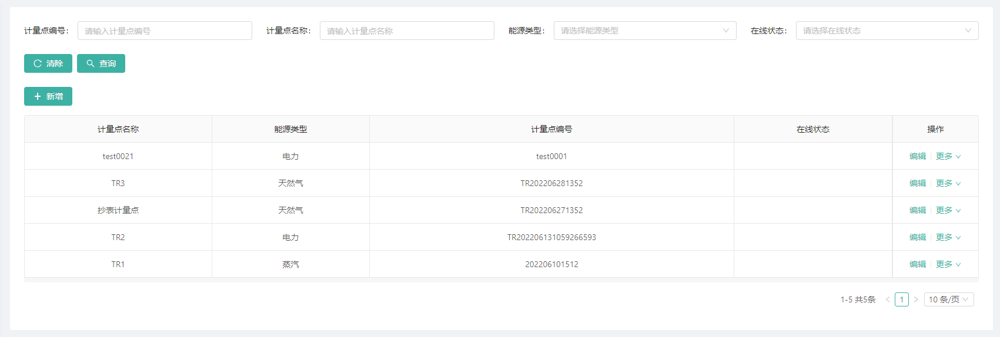 计量点编号： 请输入计量点编号 计量点名称： 请输入计量点名称 能源类型： 请选择能源类型 在线状态： 请选择在线状态
清除 查询
新增
计量点名称 能源类型 计量点编号 在线状态 操作
test0021 电力 test0001 编辑 更多
TR3 天然气 TR202206281352 编辑 更多
抄表计量点 天然气 TR202206271352 编辑 更多
TR2 电力 TR202206131059266593 编辑 更多
TR1 蒸汽 202206101512 编辑 更多
1-5 共5条 < 1 > 10 条/页